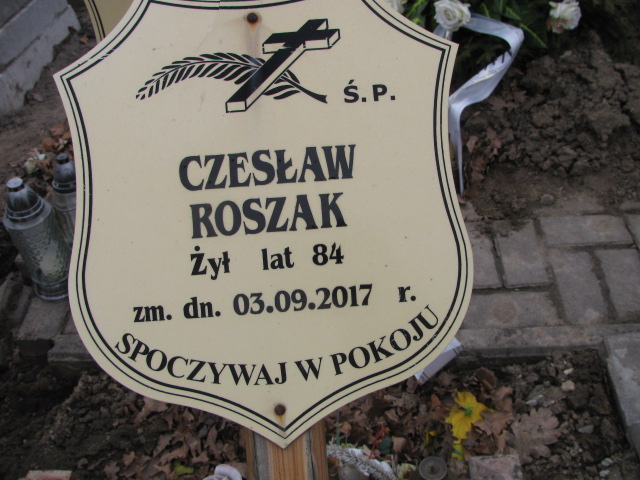 Ś.P.
CZESŁAW
ROSZAK
Żył lat 84
zm. dn. 03.09.2017 r.
SPOCZYWAJ W POKOJU